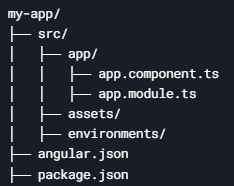 my-app/
├── src/
│   ├── app/
│   │   ├── app.component.ts
│   │   ├── app.module.ts
│   ├── assets/
│   ├── environments/
├── angular.json
├── package.json